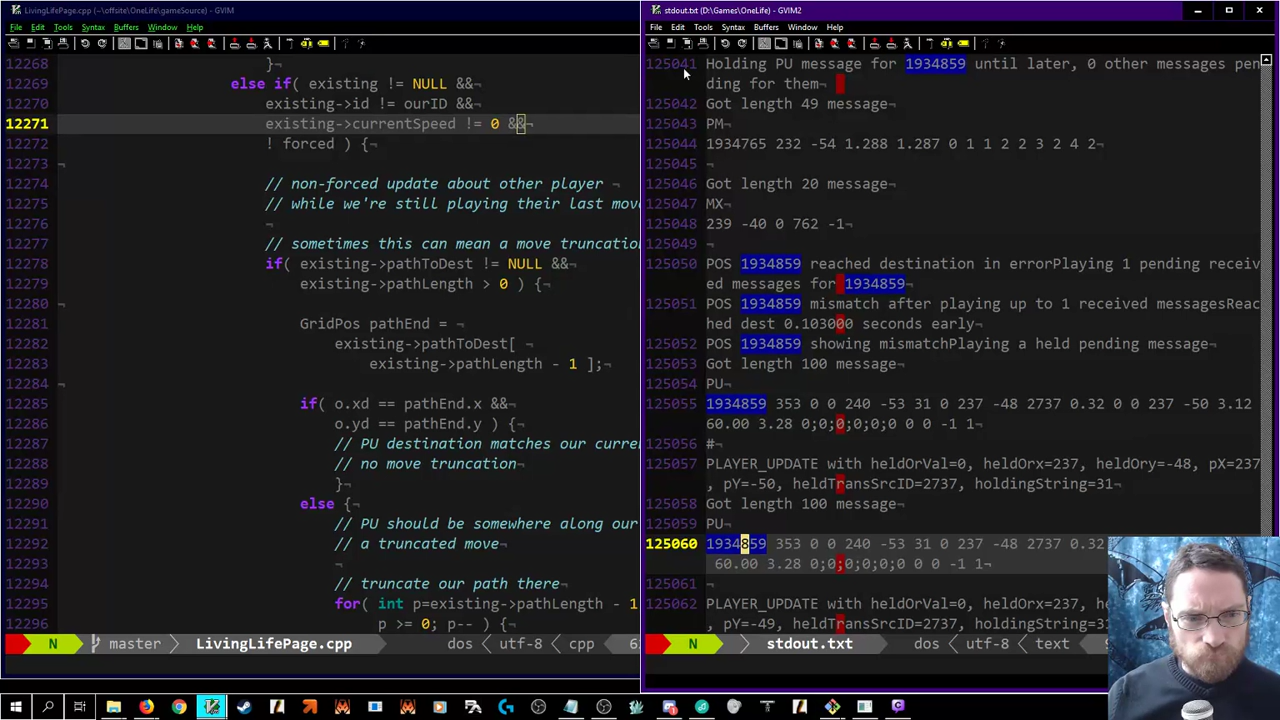 LivingLifePage.cpp (~\offsite\OneLife\gameSource) - GVIM
File Edit Tools Syntax Buffers Window Help
12268 }
12269 else if( existing != NULL &&¬
12270 existing->id != ourID &&¬
12271 existing->currentSpeed != 0 &&¬
12272 ! forced ) {¬
12273 ¬
12274 // non-forced update about other player ¬
12275 // while we're still playing their last move
12276 ¬
12277 // sometimes this can mean a move truncation
12278 if( existing->pathToDest != NULL &&¬
12279 existing->pathLength > 0 ) {¬
12280 ¬
12281 GridPos pathEnd = ¬
12282 existing->pathToDest[ ¬
12283 existing->pathLength - 1 ];¬
12284 ¬
12285 if( o.xd == pathEnd.x &&¬
12286 o.yd == pathEnd.y ) {¬
12287 // PU destination matches our curre
12288 // no move truncation¬
12289 }¬
12290 else {¬
12291 // PU should be somewhere along our
12292 // a truncated move¬
12293 ¬
12294 // truncate our path there¬
12295 for( int p=existing->pathLength - 1
12296 p >= 0; p-- ) {¬
N master LivingLifePage.cpp dos utf-8 cpp 6
stdout.txt (D:\Games\OneLife) - GVIM2
File Edit Tools Syntax Buffers Window Help
125041 Holding PU message for 1934859 until later, 0 other messages pen
ding for them¬
125042 Got length 49 message¬
125043 PM¬
125044 1934765 232 -54 1.288 1.287 0 1 1 2 2 3 2 4 2¬
125045 ¬
125046 Got length 20 message¬
125047 MX¬
125048 239 -40 0 762 -1¬
125049 ¬
125050 POS 1934859 reached destination in errorPlaying 1 pending receiv
ed messages for 1934859¬
125051 POS 1934859 mismatch after playing up to 1 received messagesReac
hed dest 0.103000 seconds early¬
125052 POS 1934859 showing mismatchPlaying a held pending message¬
125053 Got length 100 message¬
125054 PU¬
125055 1934859 353 0 0 240 -53 31 0 237 -48 2737 0.32 0 0 237 -50 3.12
60.00 3.28 0;0;0;0;0;0 0 0 -1 1¬
125056 #¬
125057 PLAYER_UPDATE with heldOrVal=0, heldOrx=237, heldOry=-48, pX=237
, pY=-50, heldTransSrcID=2737, holdingString=31¬
125058 Got length 100 message¬
125059 PU¬
125060 1934859 353 0 0 240 -53 31 0 237 -48 2737 0.32
60.00 3.28 0;0;0;0;0;0 0 0 -1 1¬
125061 ¬
125062 PLAYER_UPDATE with heldOrVal=0, heldOrx=237,
, pY=-49, heldTransSrcID=2737, holdingString=
N stdout.txt dos utf-8 text